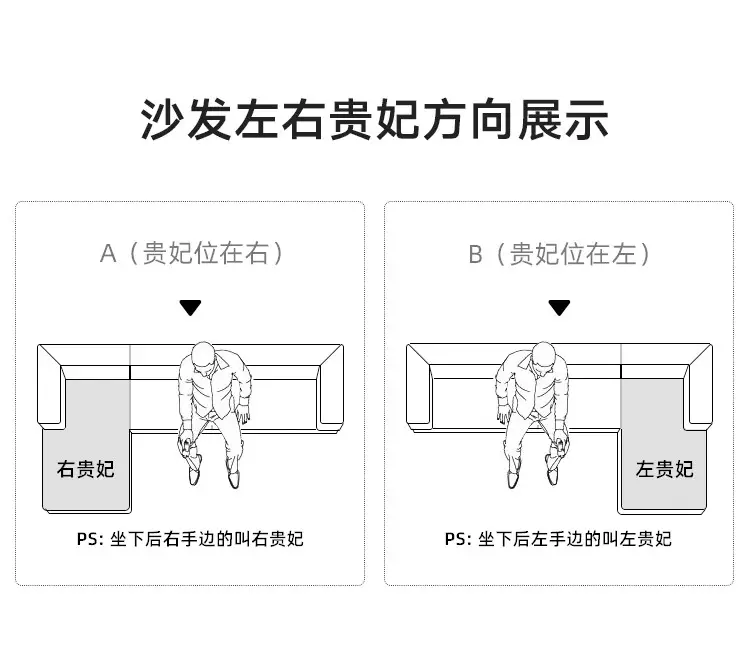 沙发左右贵妃方向展示
A（贵妃位在右）
右贵妃
PS: 坐下后右手边的叫右贵妃
B（贵妃位在左）
左贵妃
PS: 坐下后左手边的叫左贵妃